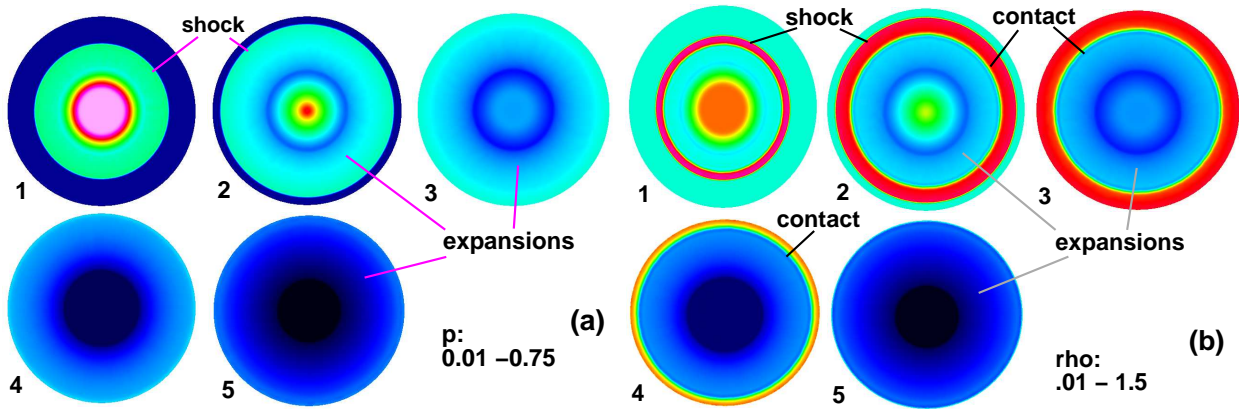 shock
1
2
3
expansions
4
5
p:
0.01 –0.75
(a)
shock
contact
1
2
3
contact
expansions
4
5
rho:
.01 – 1.5
(b)